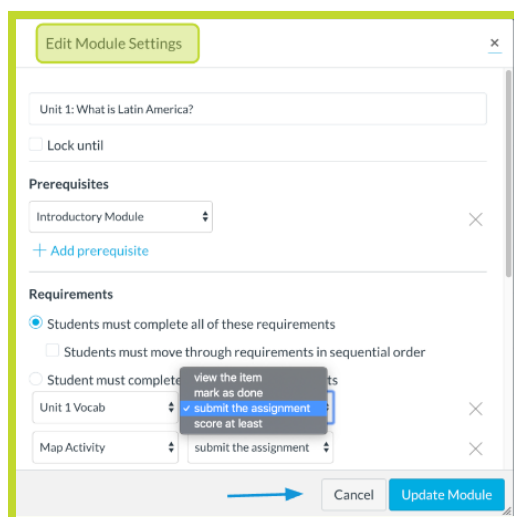 Edit Module Settings
×
Unit 1: What is Latin America?
Lock until
Prerequisites
Introductory Module
+ Add prerequisite
Requirements
Students must complete all of these requirements
Students must move through requirements in sequential order
Student must complete ts
view the item
mark as done
✓ submit the assignment
score at least
Unit 1 Vocab
Map Activity submit the assignment
Cancel Update Module